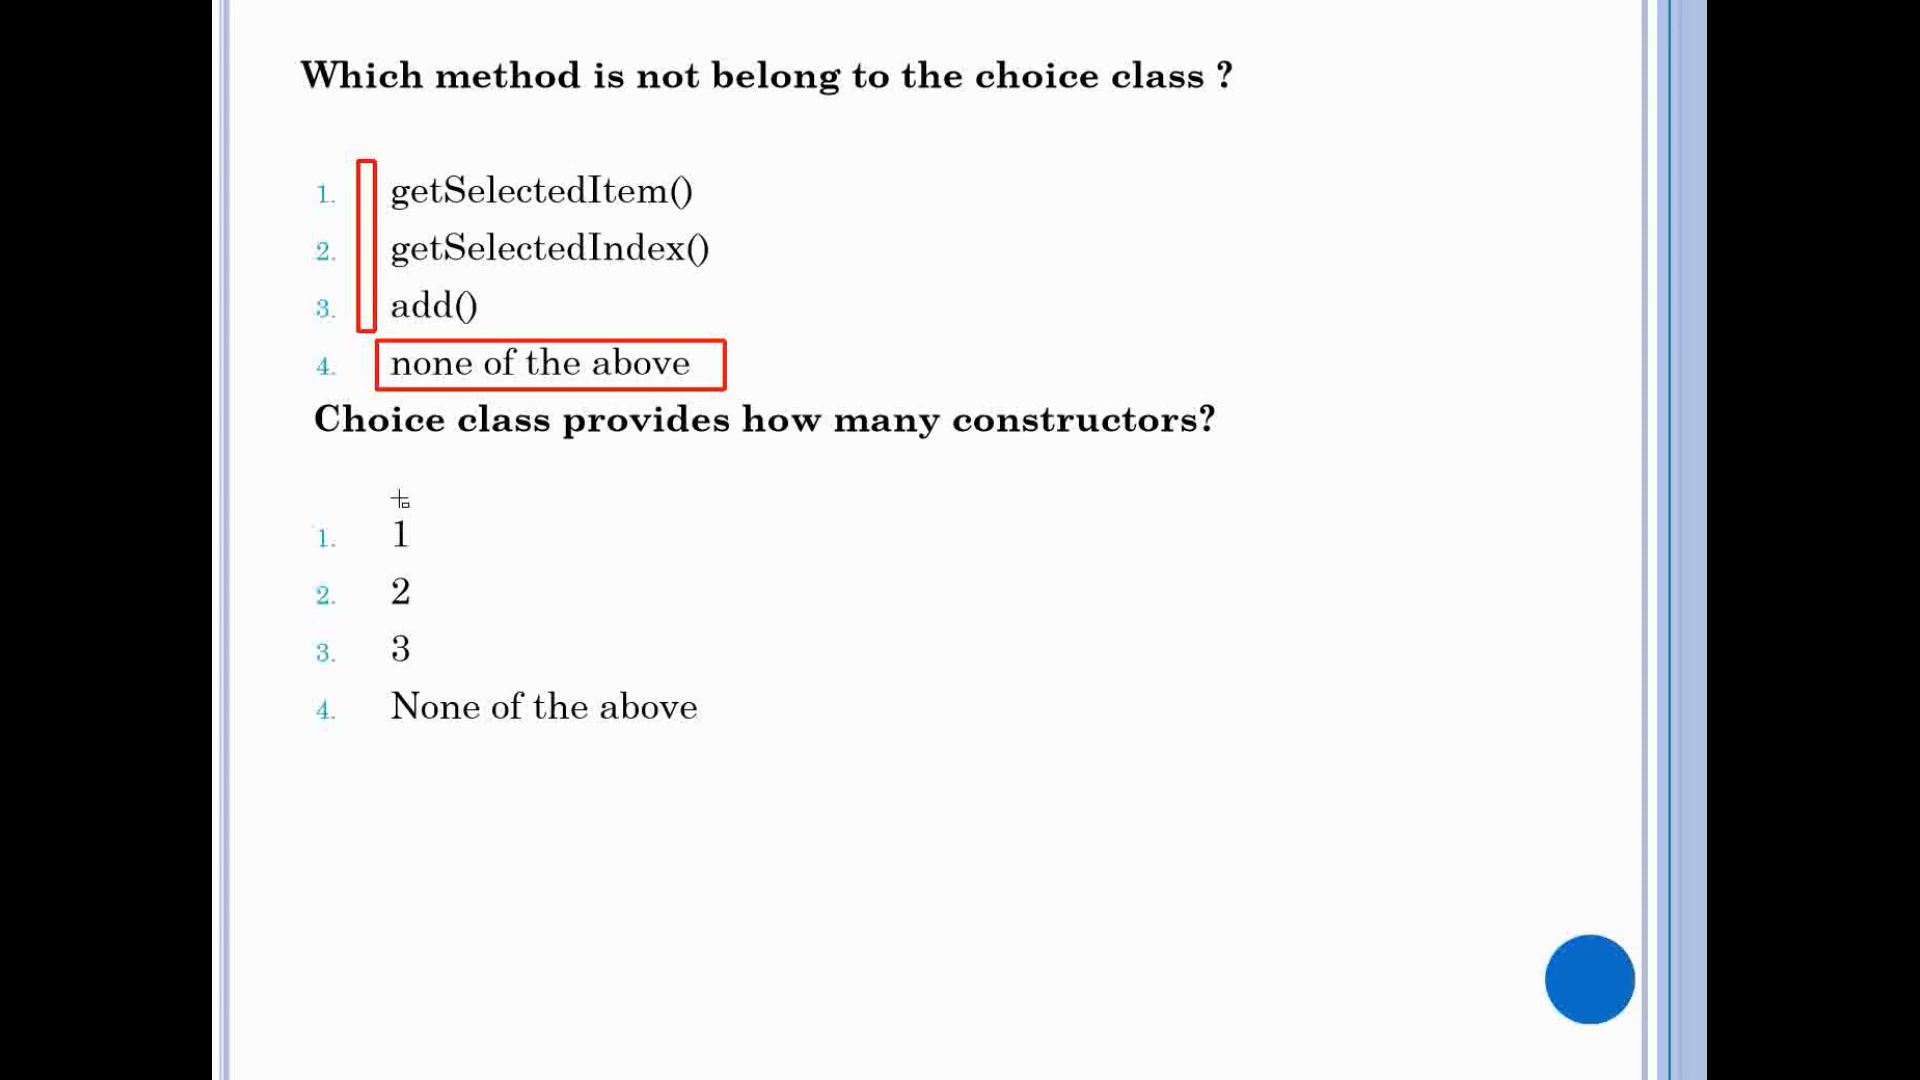 Which method is not belong to the choice class ?
1. getSelectedItem()
2. getSelectedIndex()
3. add()
4. none of the above
Choice class provides how many constructors?
1. 1
2. 2
3. 3
4. None of the above